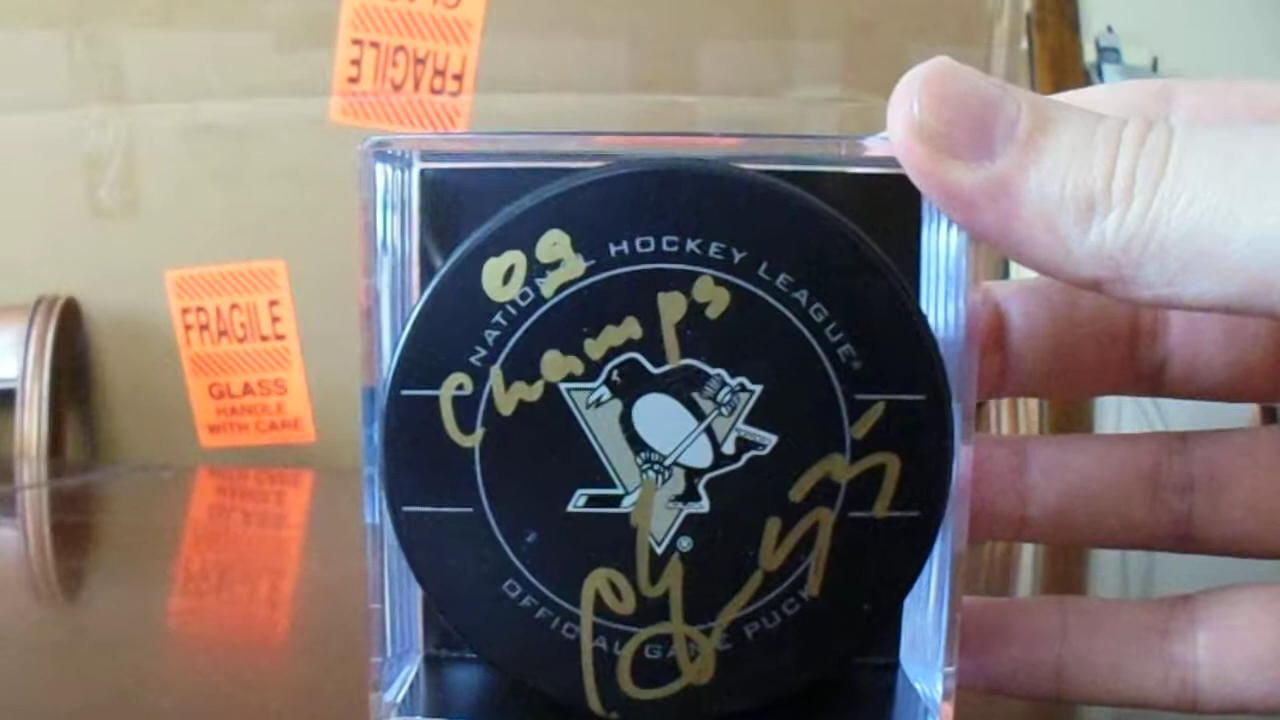 FRAGILE
FRAGILE
GLASS
HANDLE
WITH CARE
NATIONAL HOCKEY LEAGUE
09
Champs
®
OFFICIAL GAME PUCK